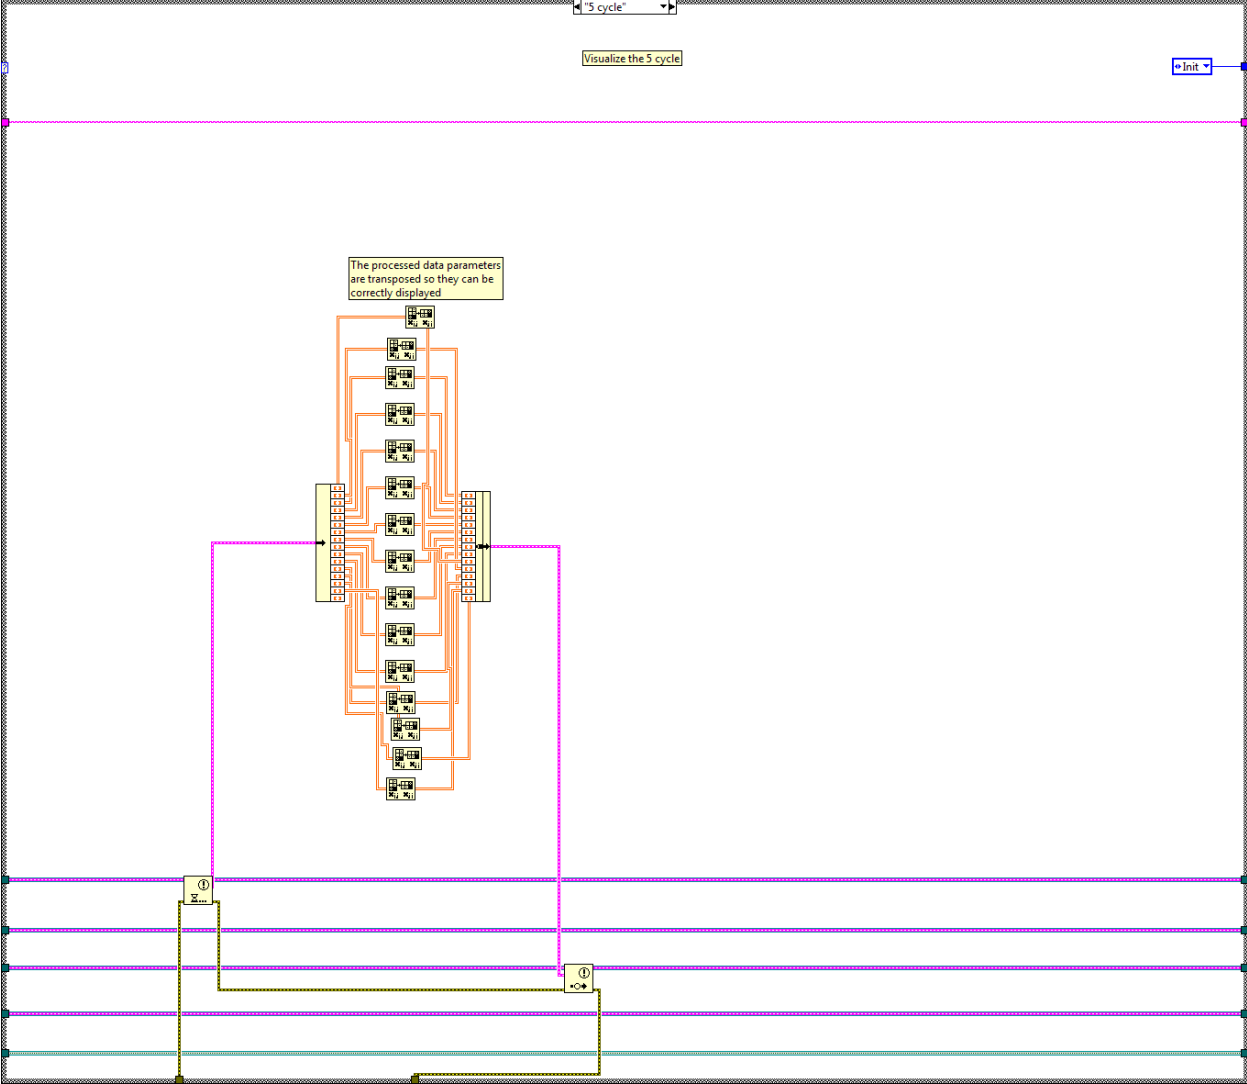 "5 cycle"
Visualize the 5 cycle
Init
The processed data parameters
are transposed so they can be
correctly displayed